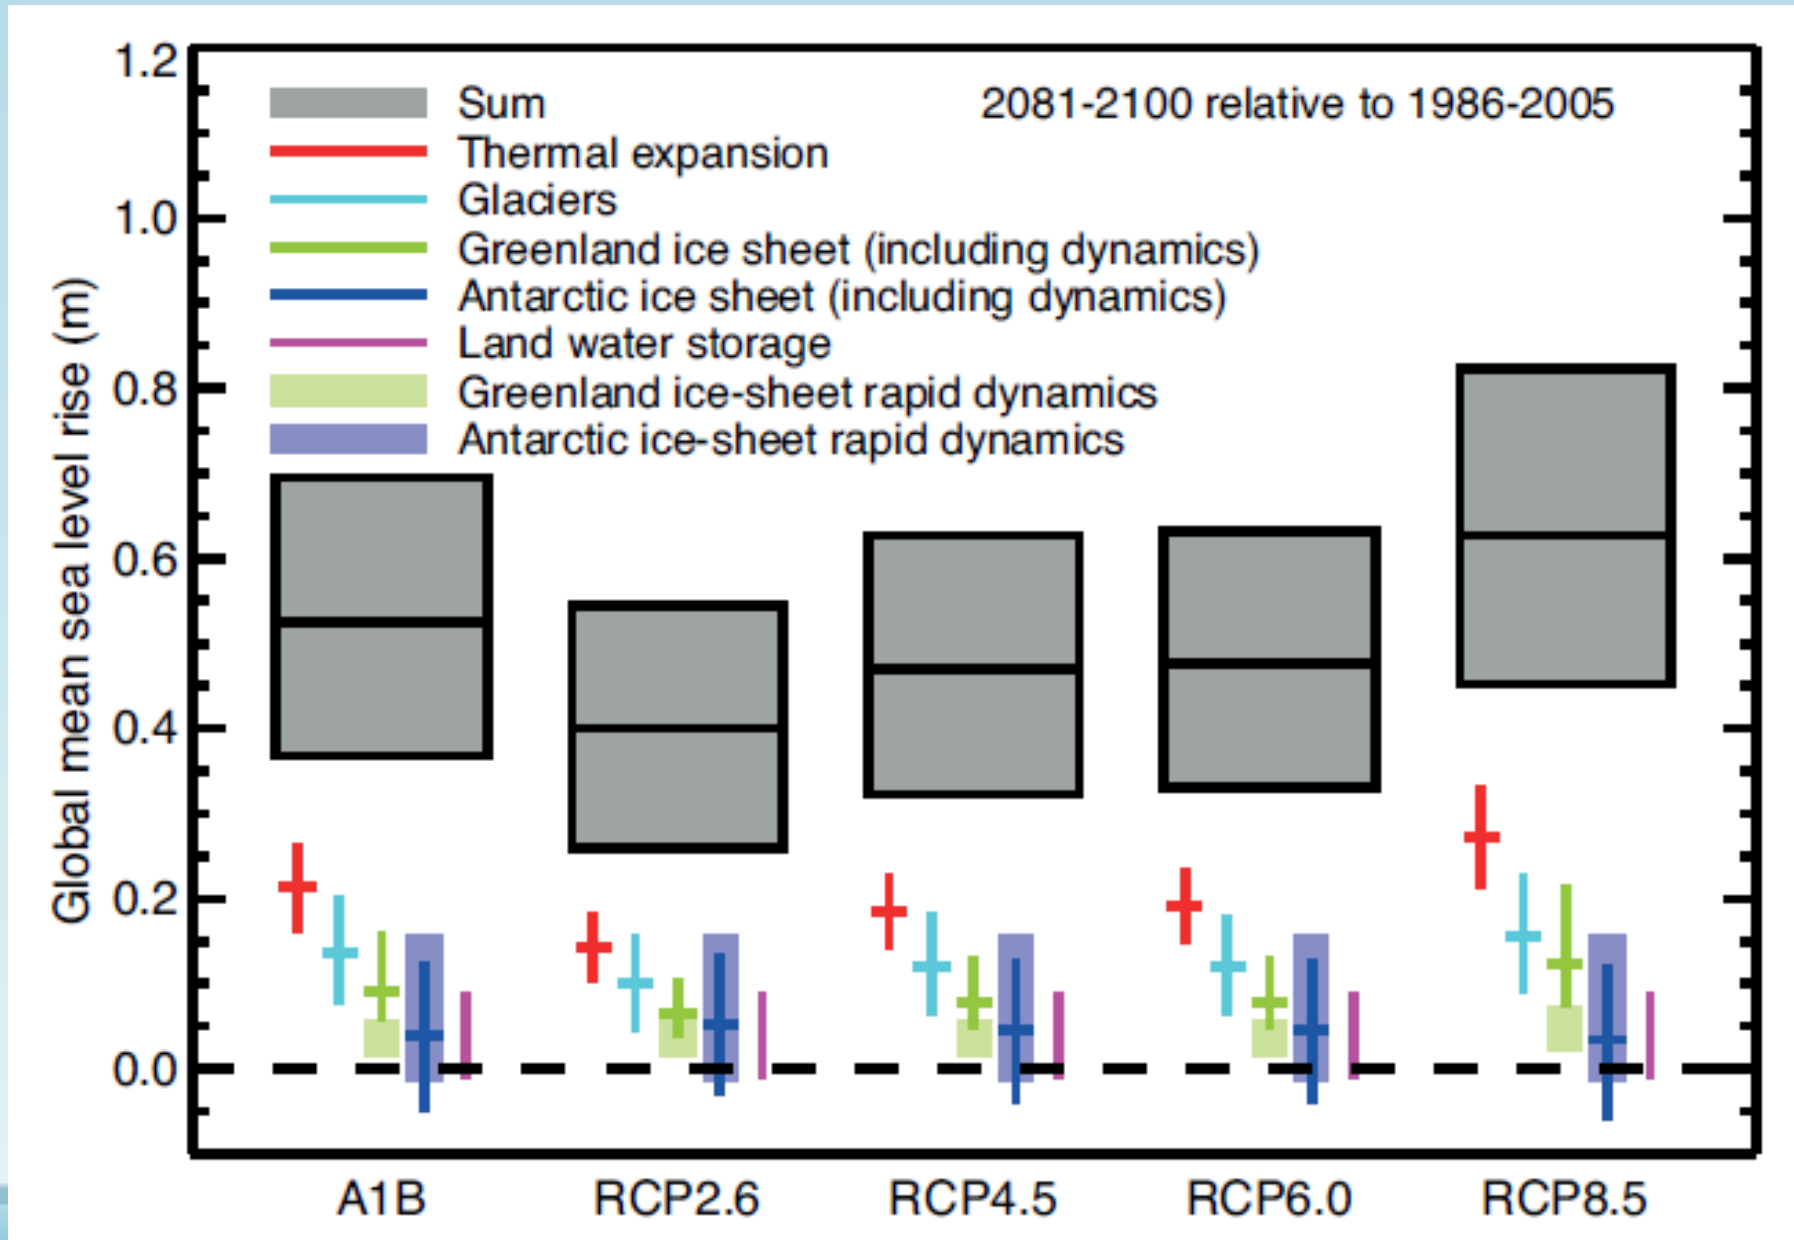 1.2
1.0
0.8
0.6
0.4
0.2
0.0
Global mean sea level rise (m)
Sum
2081-2100 relative to 1986-2005
Thermal expansion
Glaciers
Greenland ice sheet (including dynamics)
Antarctic ice sheet (including dynamics)
Land water storage
Greenland ice-sheet rapid dynamics
Antarctic ice-sheet rapid dynamics
A1B RCP2.6 RCP4.5 RCP6.0 RCP8.5